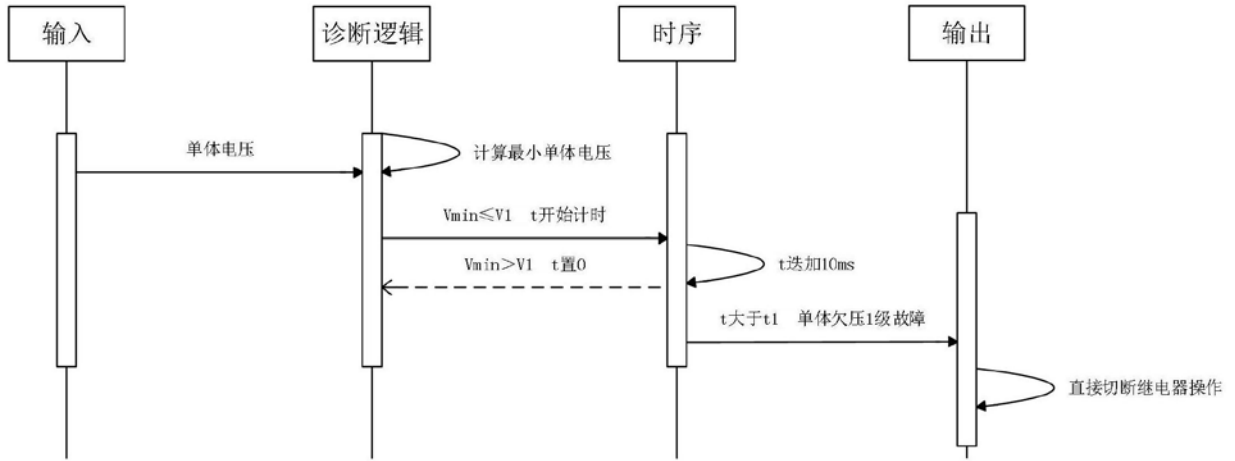 输入
诊断逻辑
时序
输出
单体电压
计算最小单体电压
Vmin≤V1 t开始计时
Vmin>V1 t置0
t迭加10ms
t大于t1 单体欠压1级故障
直接切断继电器操作